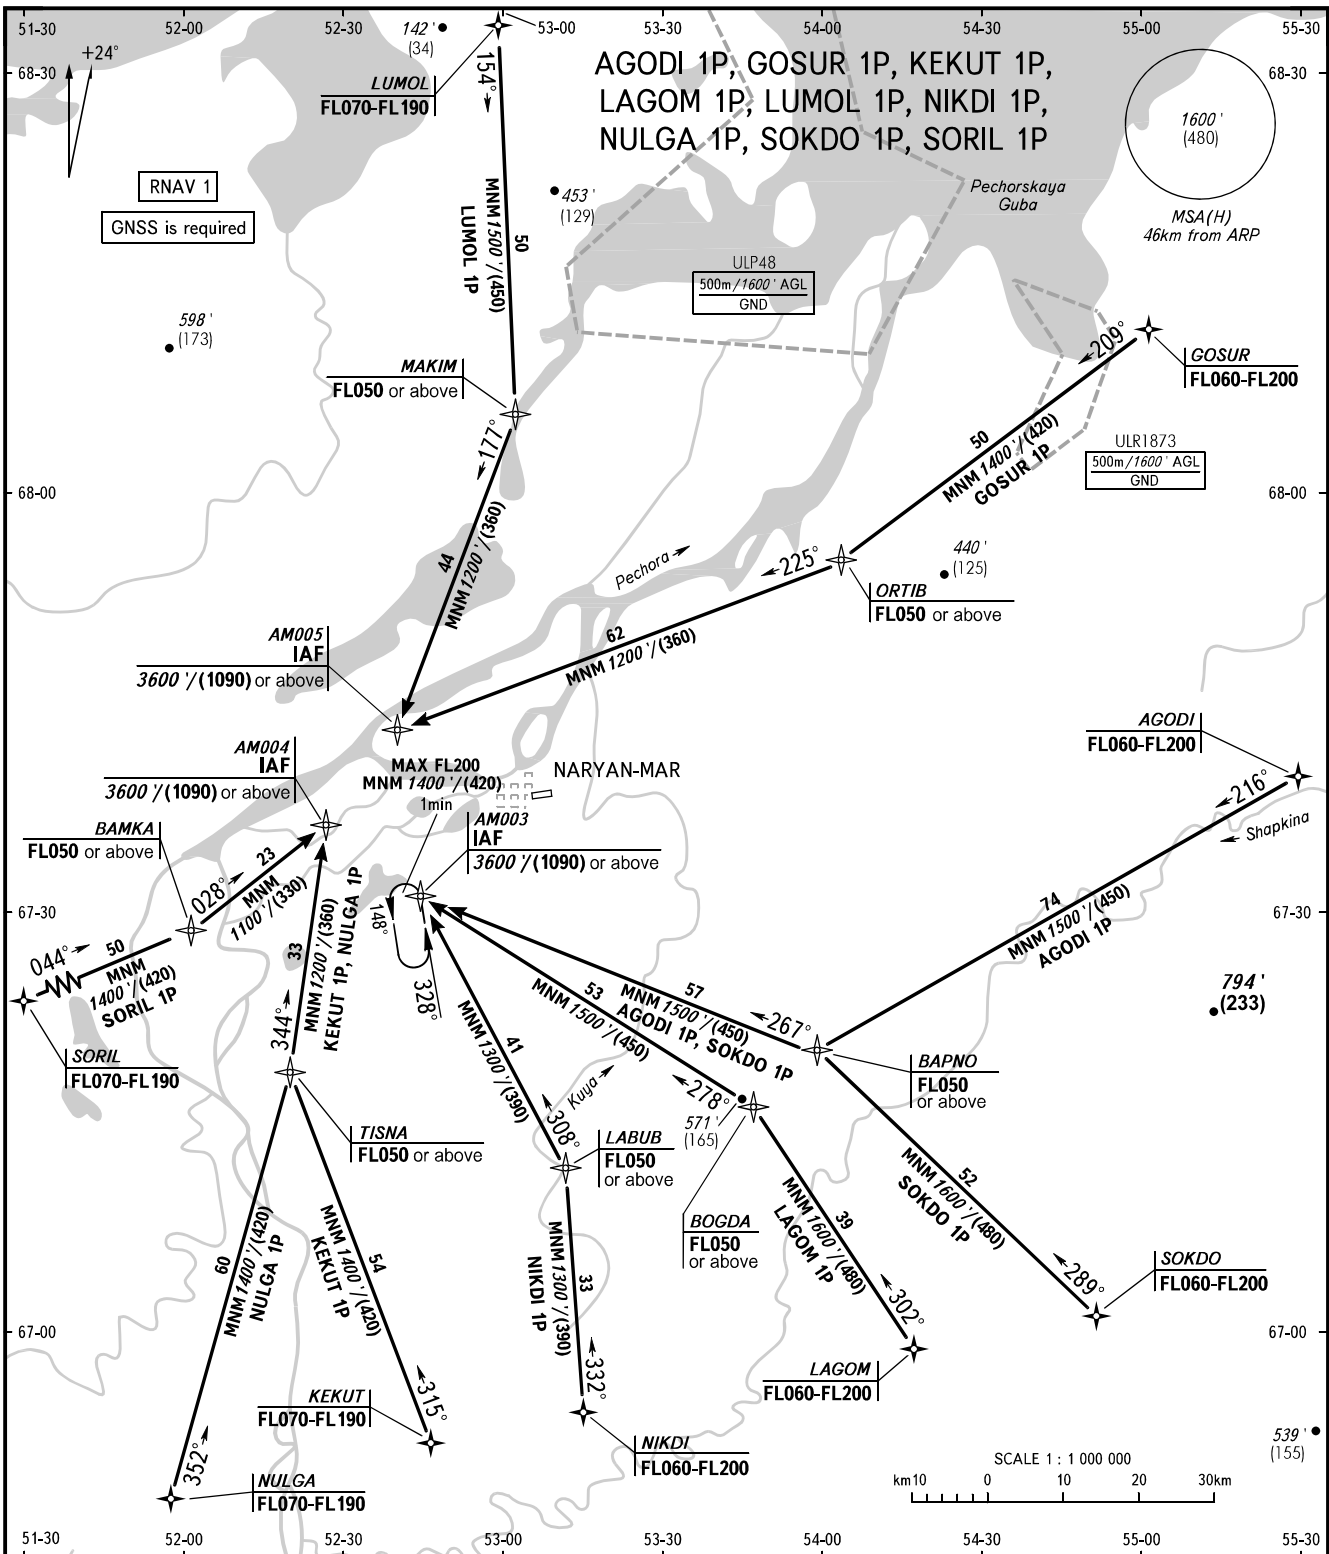 51-30
52-00
52-30
53-00
53-30
54-00
54-30
55-00
55-30
+24°
142 '
(34)
68-30
68-30
AGODI 1P, GOSUR 1P, KEKUT 1P,
LAGOM 1P, LUMOL 1P, NIKDI 1P,
NULGA 1P, SOKDO 1P, SORIL 1P
1600 '
(480)
MSA(H)
46km from ARP
LUMOL
FL070-FL190
154°
RNAV 1
GNSS is required
MNM 1500 '/(450)
LUMOL 1P
50
453 '
(129)
Pechorskaya
Guba
ULP48
500m/1600 ' AGL
GND
598 '
(173)
209°
GOSUR
FL060-FL200
MAKIM
FL050 or above
177°
50
MNM 1400 '/(420)
GOSUR 1P
ULR1873
500m/1600 ' AGL
GND
68-00
68-00
44
MNM 1200 '/(360)
Pechora
225°
440 '
(125)
ORTIB
FL050 or above
62
MNM 1200 '/(360)
AM005
IAF
3600 '/(1090) or above
AGODI
FL060-FL200
AM004
IAF
3600 '/(1090) or above
MAX FL200
MNM 1400 '/(420)
1min
NARYAN-MAR
216°
Shapkina
BAMKA
FL050 or above
AM003
IAF
3600 '/(1090) or above
028°
23
MNM
1100 '/(330)
67-30
67-30
148°
328°
044°
50
MNM
1400 '/(420)
SORIL 1P
33
MNM 1200 '/(360)
KEKUT 1P, NULGA 1P
344°
74
MNM 1500 '/(450)
AGODI 1P
57
MNM 1500 '/(450)
AGODI 1P, SOKDO 1P
267°
53
MNM 1500 '/(450)
278°
41
MNM 1300 '/(390)
308°
Kuya
794 '
(233)
SORIL
FL070-FL190
BAPNO
FL050
or above
571 '
(165)
TISNA
FL050 or above
LABUB
FL050
or above
BOGDA
FL050
or above
60
MNM 1400 '/(420)
NULGA 1P
54
MNM 1400 '/(420)
KEKUT 1P
33
MNM 1300 '/(390)
NIKDI 1P
39
MNM 1600 '/(480)
LAGOM 1P
52
MNM 1600 '/(480)
SOKDO 1P
289°
SOKDO
FL060-FL200
302°
67-00
67-00
LAGOM
FL060-FL200
332°
315°
KEKUT
FL070-FL190
352°
NIKDI
FL060-FL200
539 '
(155)
NULGA
FL070-FL190
SCALE 1 : 1 000 000
km10
0
10
20
30km
51-30
52-00
52-30
53-00
53-30
54-00
54-30
55-00
55-30